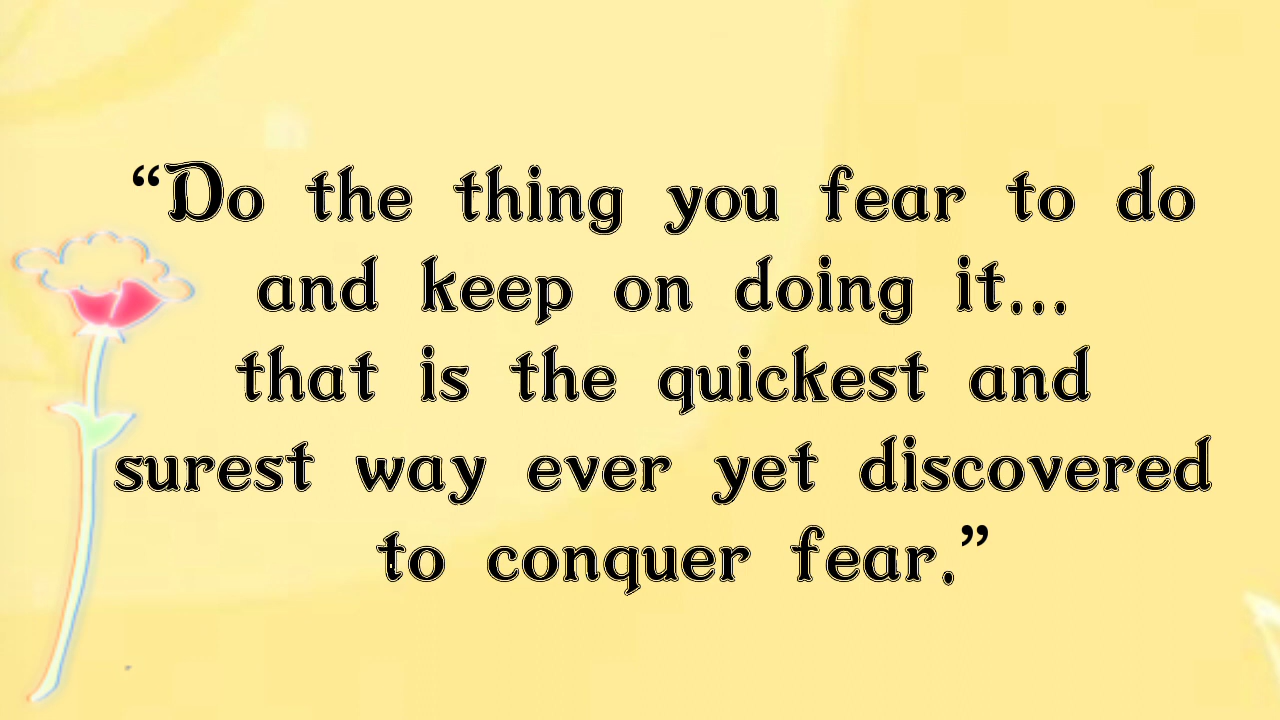 “Do the thing you fear to do
and keep on doing it...
that is the quickest and
surest way ever yet discovered
to conquer fear.”